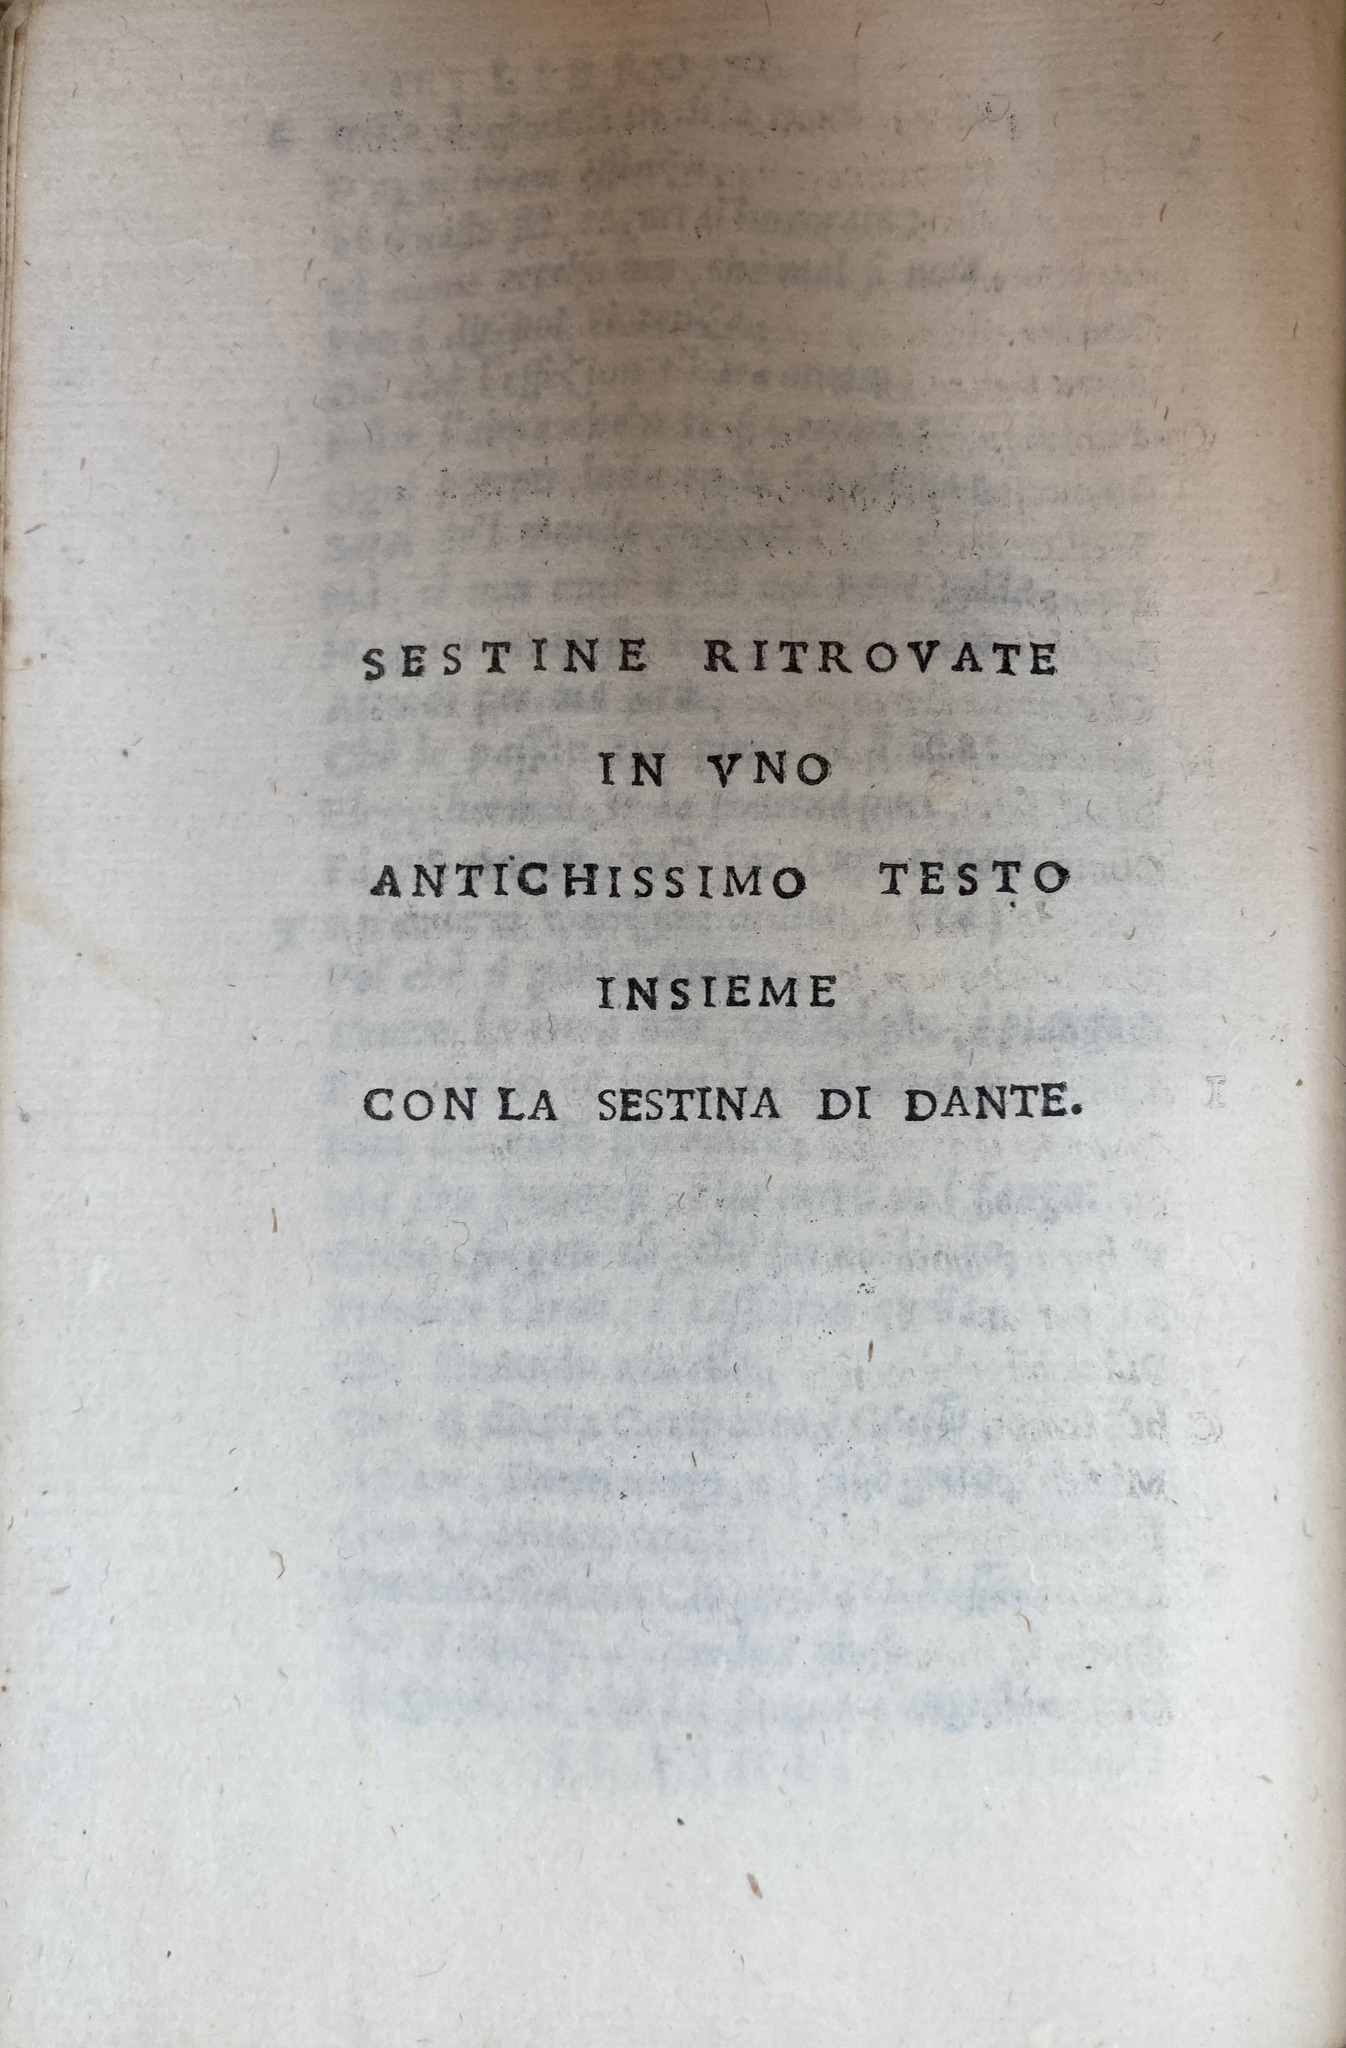 SESTINE RITROVATE
IN VNO
ANTICHISSIMO TESTO
INSIEME
CON LA SESTINA DI DANTE.